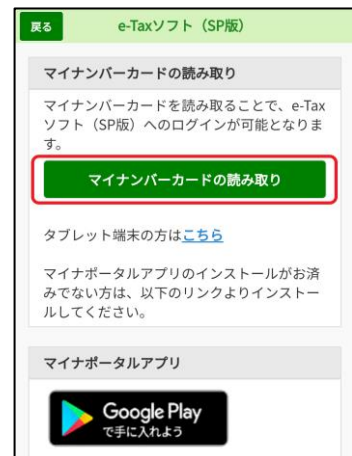 戻る
e-Taxソフト（SP版）
マイナンバーカードの読み取り
マイナンバーカードを読み取ることで、e-Tax
ソフト（SP版）へのログインが可能となりま
す。
マイナンバーカードの読み取り
タブレット端末の方はこちら
マイナポータルアプリのインストールがお済
みでない方は、以下のリンクよりインストー
ルしてください。
マイナポータルアプリ
Google Play
で手に入れよう